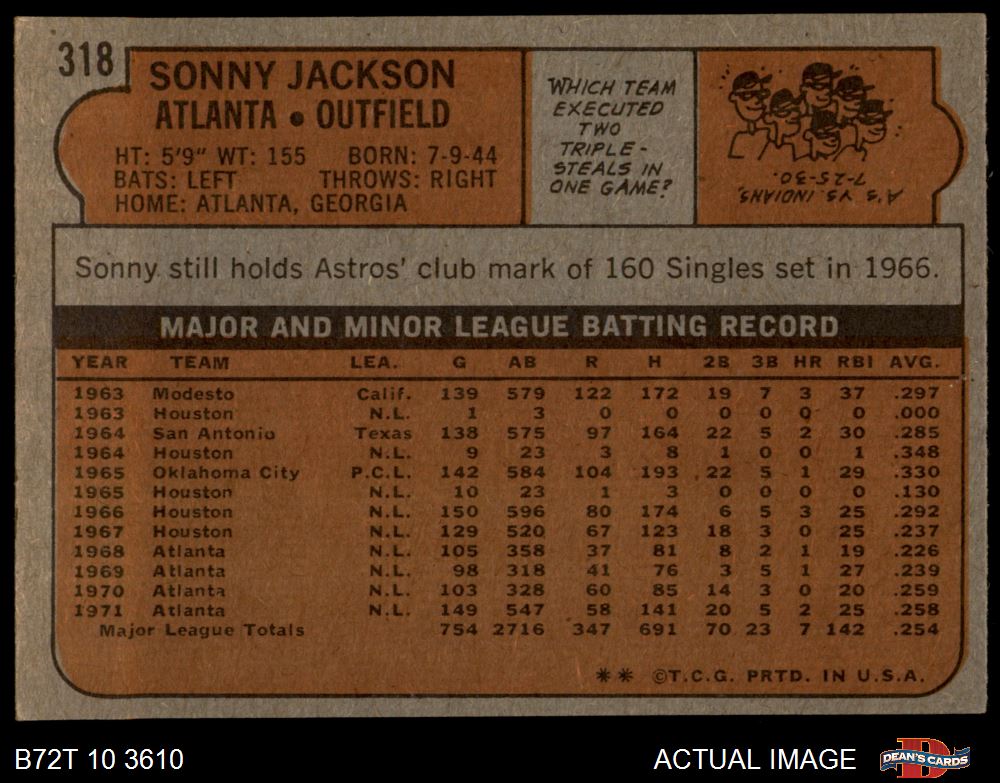 318
SONNY JACKSON
ATLANTA • OUTFIELD
HT: 5'9" WT: 155 BORN: 7-9-44
BATS: LEFT THROWS: RIGHT
HOME: ATLANTA, GEORGIA
WHICH TEAM
EXECUTED
TWO
TRIPLE-
STEALS IN
ONE GAME?
A's VS. INDIANS,
7-25-30.
Sonny still holds Astros' club mark of 160 Singles set in 1966.
MAJOR AND MINOR LEAGUE BATTING RECORD
YEAR TEAM LEA. G AB R H 2B 3B HR RBI AVG.
1963 Modesto Calif. 139 579 122 172 19 7 3 37 .297
1963 Houston N.L. 1 3 0 0 0 0 0 0 .000
1964 San Antonio Texas 138 575 97 164 22 5 2 30 .285
1964 Houston N.L. 9 23 3 8 1 0 0 1 .348
1965 Oklahoma City P.C.L. 142 584 104 193 22 5 1 29 .330
1965 Houston N.L. 10 23 1 3 0 0 0 0 .130
1966 Houston N.L. 150 596 80 174 6 5 3 25 .292
1967 Houston N.L. 129 520 67 123 18 3 0 25 .237
1968 Atlanta N.L. 105 358 37 81 8 2 1 19 .226
1969 Atlanta N.L. 98 318 41 76 3 5 1 27 .239
1970 Atlanta N.L. 103 328 60 85 14 3 0 20 .259
1971 Atlanta N.L. 149 547 58 141 20 5 2 25 .258
Major League Totals 754 2716 347 691 70 23 7 142 .254
** ©T.C.G. PRTD. IN U.S.A.
B72T 10 3610 ACTUAL IMAGE DEAN'S CARDS